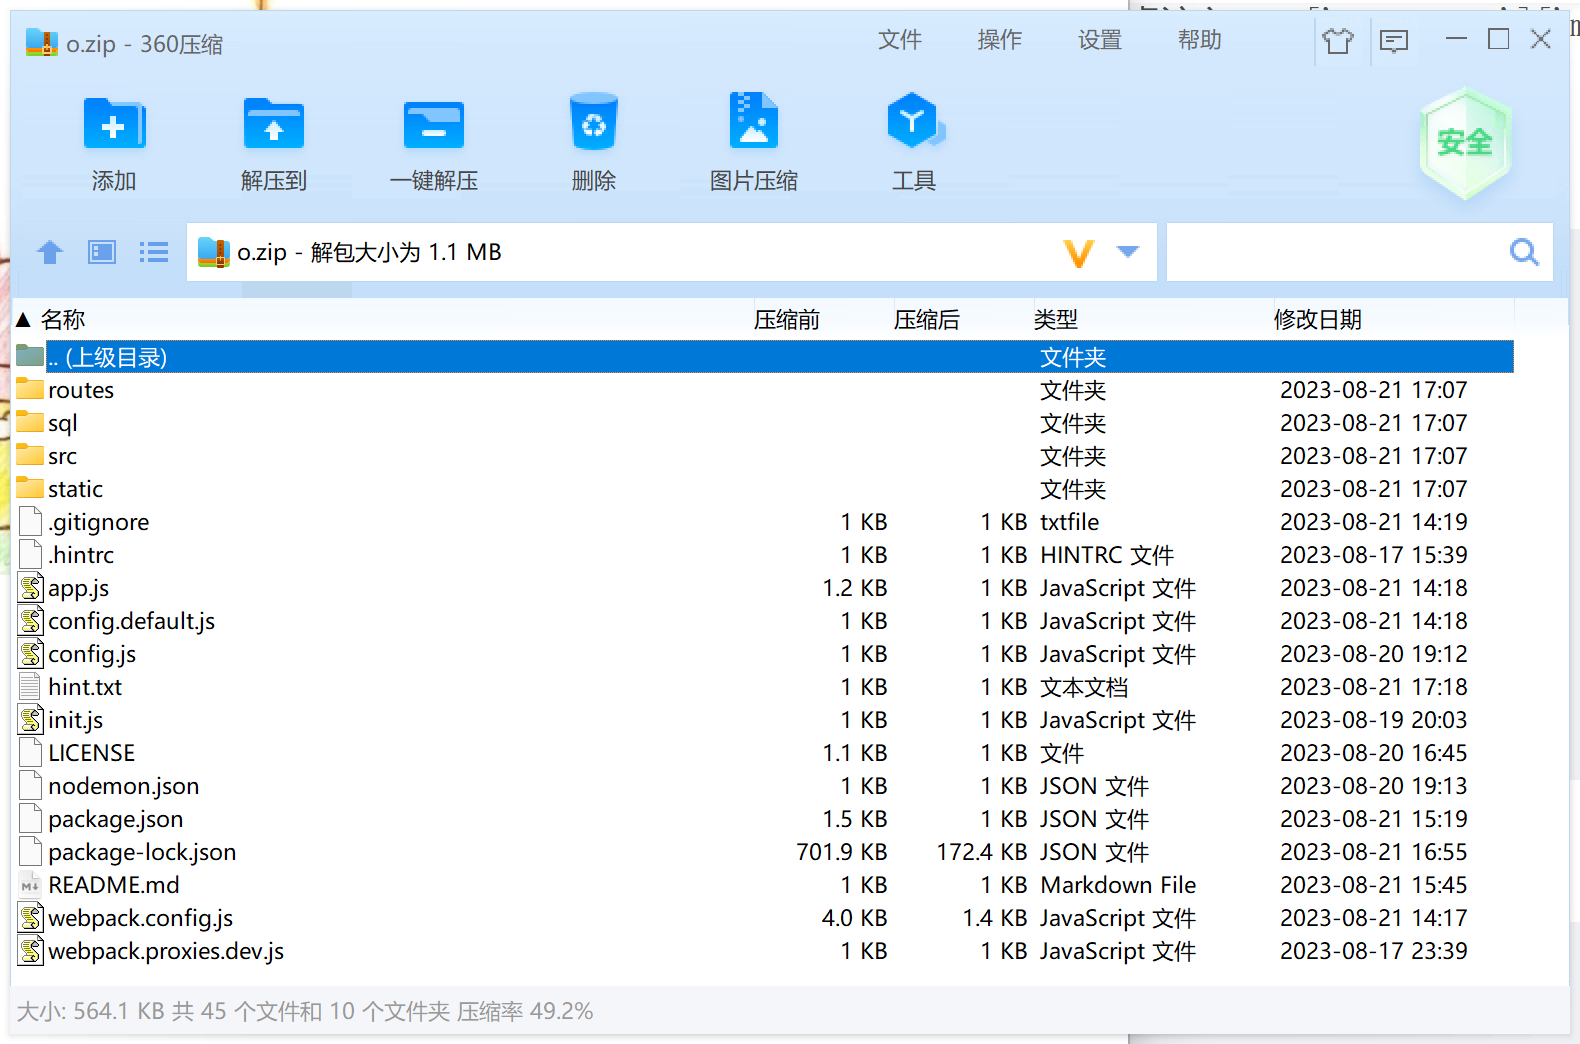 o.zip - 360压缩
文件 操作 设置 帮助
添加 解压到 一键解压 删除 图片压缩 工具
安全
o.zip - 解包大小为 1.1 MB
▲ 名称 压缩前 压缩后 类型 修改日期
.. (上级目录) 文件夹
routes 文件夹 2023-08-21 17:07
sql 文件夹 2023-08-21 17:07
src 文件夹 2023-08-21 17:07
static 文件夹 2023-08-21 17:07
.gitignore 1 KB 1 KB txtfile 2023-08-21 14:19
.hintrc 1 KB 1 KB HINTRC 文件 2023-08-17 15:39
app.js 1.2 KB 1 KB JavaScript 文件 2023-08-21 14:18
config.default.js 1 KB 1 KB JavaScript 文件 2023-08-21 14:18
config.js 1 KB 1 KB JavaScript 文件 2023-08-20 19:12
hint.txt 1 KB 1 KB 文本文档 2023-08-21 17:18
init.js 1 KB 1 KB JavaScript 文件 2023-08-19 20:03
LICENSE 1.1 KB 1 KB 文件 2023-08-20 16:45
nodemon.json 1 KB 1 KB JSON 文件 2023-08-20 19:13
package.json 1.5 KB 1 KB JSON 文件 2023-08-21 15:19
package-lock.json 701.9 KB 172.4 KB JSON 文件 2023-08-21 16:55
README.md 1 KB 1 KB Markdown File 2023-08-21 15:45
webpack.config.js 4.0 KB 1.4 KB JavaScript 文件 2023-08-21 14:17
webpack.proxies.dev.js 1 KB 1 KB JavaScript 文件 2023-08-17 23:39
大小: 564.1 KB 共 45 个文件和 10 个文件夹 压缩率 49.2%